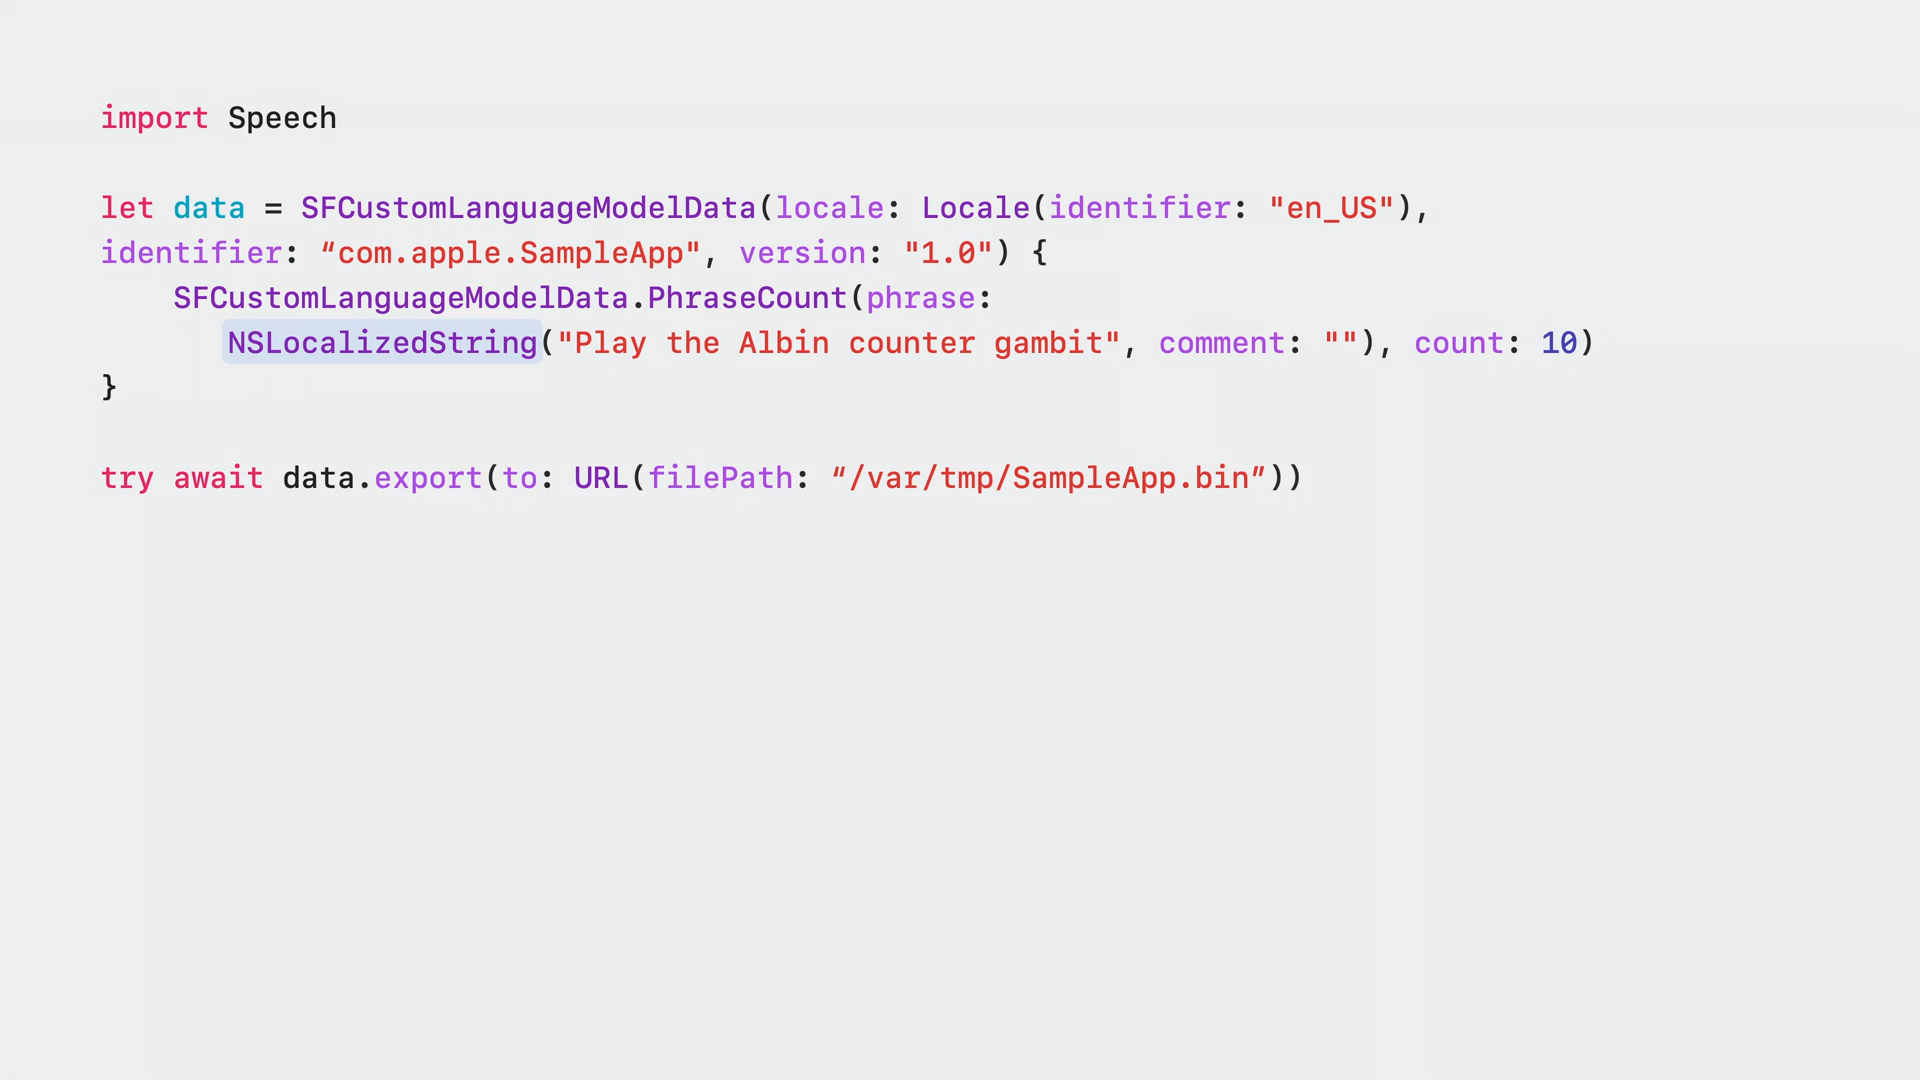 import Speech
let data = SFCustomLanguageModelData(locale: Locale(identifier: "en_US"),
identifier: “com.apple.SampleApp", version: "1.0") {
SFCustomLanguageModelData.PhraseCount(phrase:
NSLocalizedString("Play the Albin counter gambit", comment: ""), count: 10)
}
try await data.export(to: URL(filePath: “/var/tmp/SampleApp.bin”))